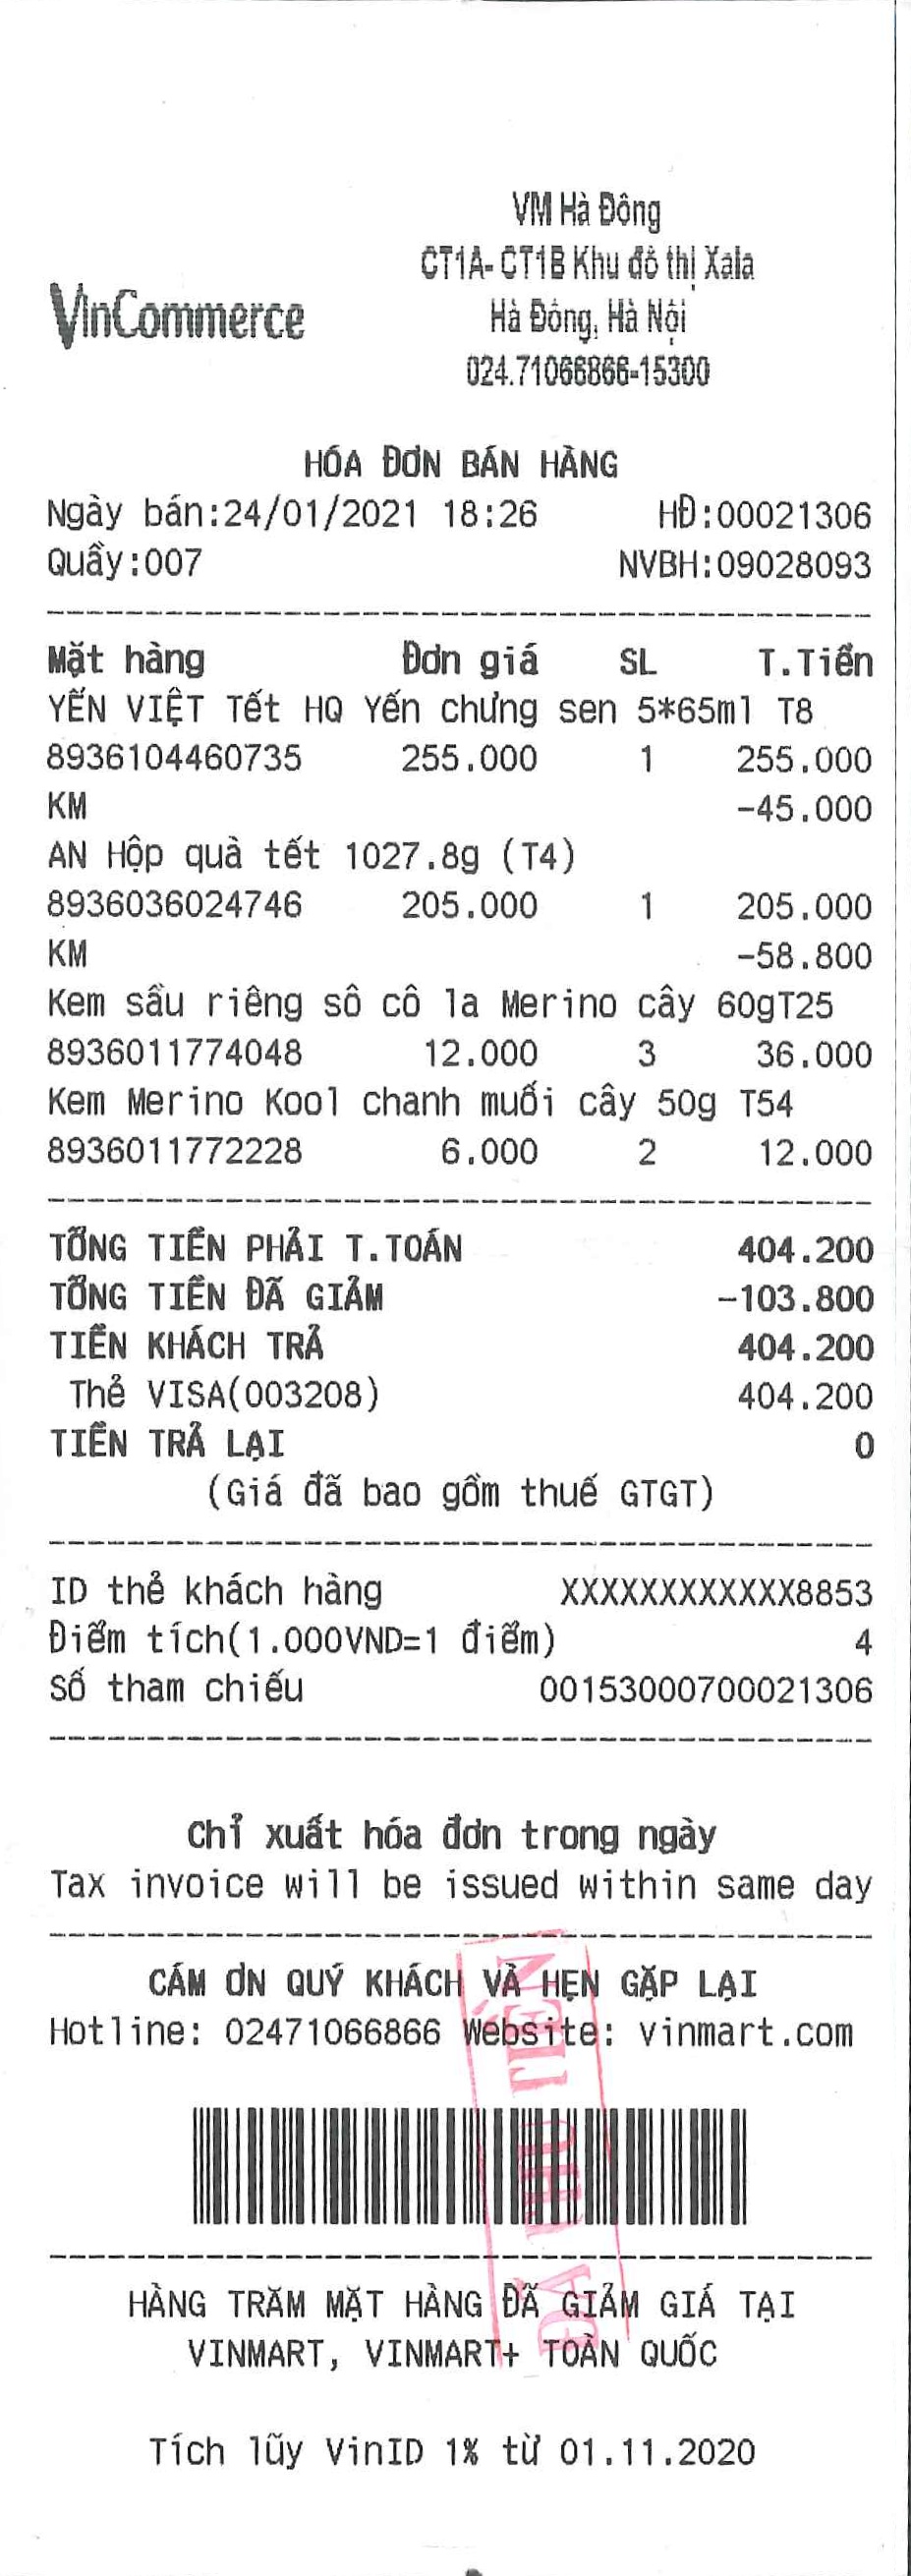 VinCommerce
VM Hà Đông
CT1A- CT1B Khu đô thị Xala
Hà Đông, Hà Nội
024.71066866-15300
HÓA ĐƠN BÁN HÀNG
Ngày bán:24/01/2021 18:26 HĐ:00021306
Quầy:007 NVBH:09028093
Mặt hàng Đơn giá SL T.Tiền
YẾN VIỆT Tết HQ Yến chưng sen 5*65ml T8
8936104460735 255.000 1 255.000
KM -45.000
AN Hộp quà tết 1027.8g (T4)
8936036024746 205.000 1 205.000
KM -58.800
Kem sầu riêng sô cô la Merino cây 60gT25
8936011774048 12.000 3 36.000
Kem Merino Kool chanh muối cây 50g T54
8936011772228 6.000 2 12.000
TỔNG TIỀN PHẢI T.TOÁN 404.200
TỔNG TIỀN ĐÃ GIẢM -103.800
TIỀN KHÁCH TRẢ 404.200
Thẻ VISA(003208) 404.200
TIỀN TRẢ LẠI 0
(Giá đã bao gồm thuế GTGT)
ID thẻ khách hàng XXXXXXXXXXXX8853
Điểm tích(1.000VND=1 điểm) 4
Số tham chiếu 00153000700021306
Chỉ xuất hóa đơn trong ngày
Tax invoice will be issued within same day
CÁM ƠN QUÝ KHÁCH VÀ HẸN GẶP LẠI
Hotline: 02471066866 Website: vinmart.com
ĐÃ THU TIỀN
HÀNG TRĂM MẶT HÀNG ĐÃ GIẢM GIÁ TẠI
VINMART, VINMART+ TOÀN QUỐC
Tích lũy VinID 1% từ 01.11.2020